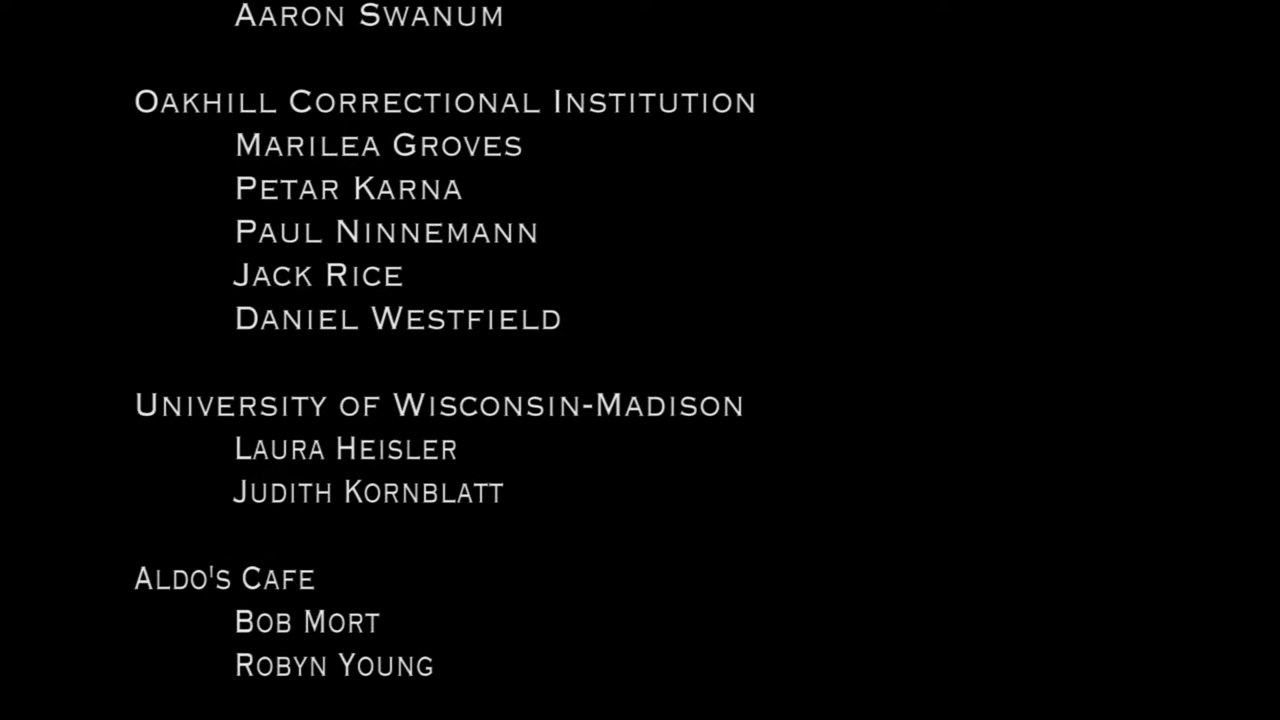 Aaron Swanum
Oakhill Correctional Institution
Marilea Groves
Petar Karna
Paul Ninnemann
Jack Rice
Daniel Westfield
University of Wisconsin-Madison
Laura Heisler
Judith Kornblatt
Aldo's Cafe
Bob Mort
Robyn Young